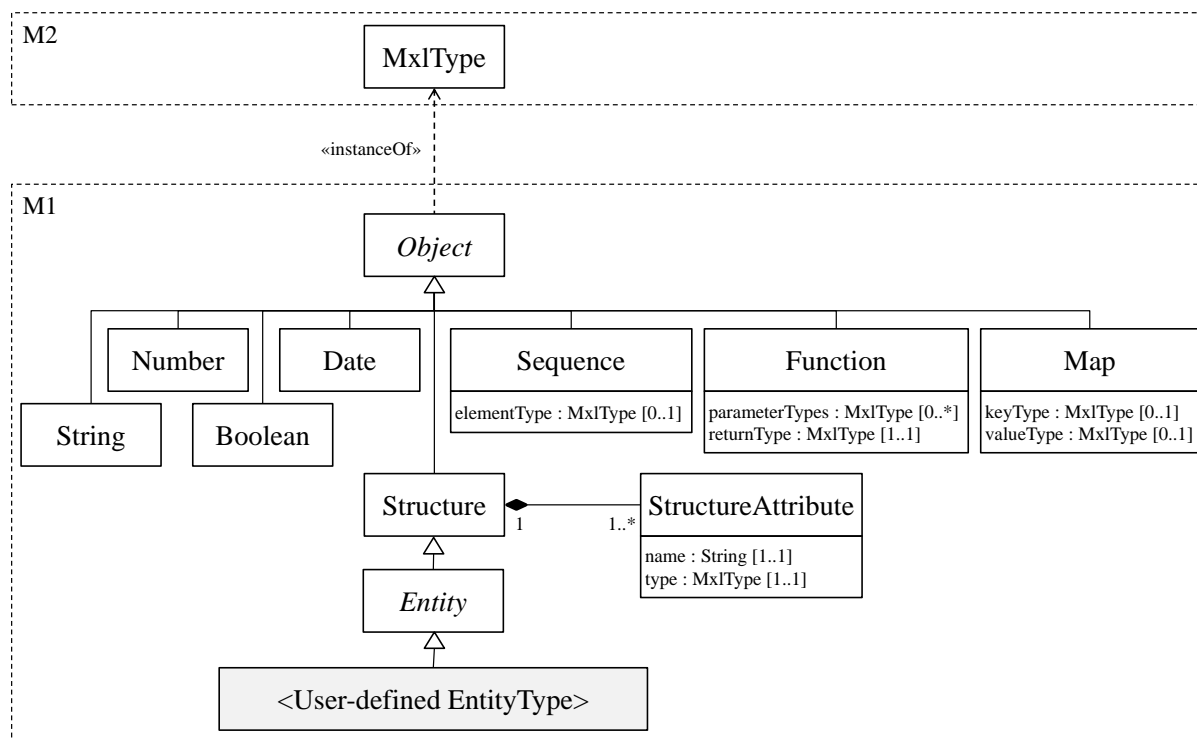 M2
MxlType
«instanceOf»
M1
Object
Number
Date
Sequence
elementType : MxlType [0..1]
Function
parameterTypes : MxlType [0..*]
returnType : MxlType [1..1]
Map
keyType : MxlType [0..1]
valueType : MxlType [0..1]
String
Boolean
Structure
1
1..*
StructureAttribute
name : String [1..1]
type : MxlType [1..1]
Entity
<User-defined EntityType>